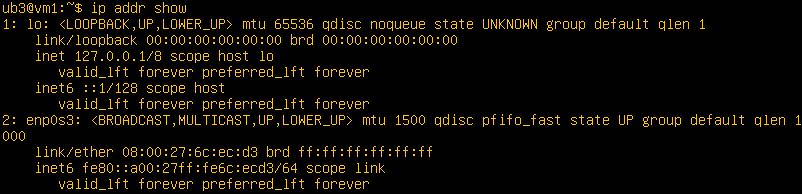 ub3@vm1:~$ ip addr show
1: lo: <LOOPBACK,UP,LOWER_UP> mtu 65536 qdisc noqueue state UNKNOWN group default qlen 1
link/loopback 00:00:00:00:00:00 brd 00:00:00:00:00:00
inet 127.0.0.1/8 scope host lo
valid_lft forever preferred_lft forever
inet6 ::1/128 scope host
valid_lft forever preferred_lft forever
2: enp0s3: <BROADCAST,MULTICAST,UP,LOWER_UP> mtu 1500 qdisc pfifo_fast state UP group default qlen 1
000
link/ether 08:00:27:6c:ec:d3 brd ff:ff:ff:ff:ff:ff
inet6 fe80::a00:27ff:fe6c:ecd3/64 scope link
valid_lft forever preferred_lft forever